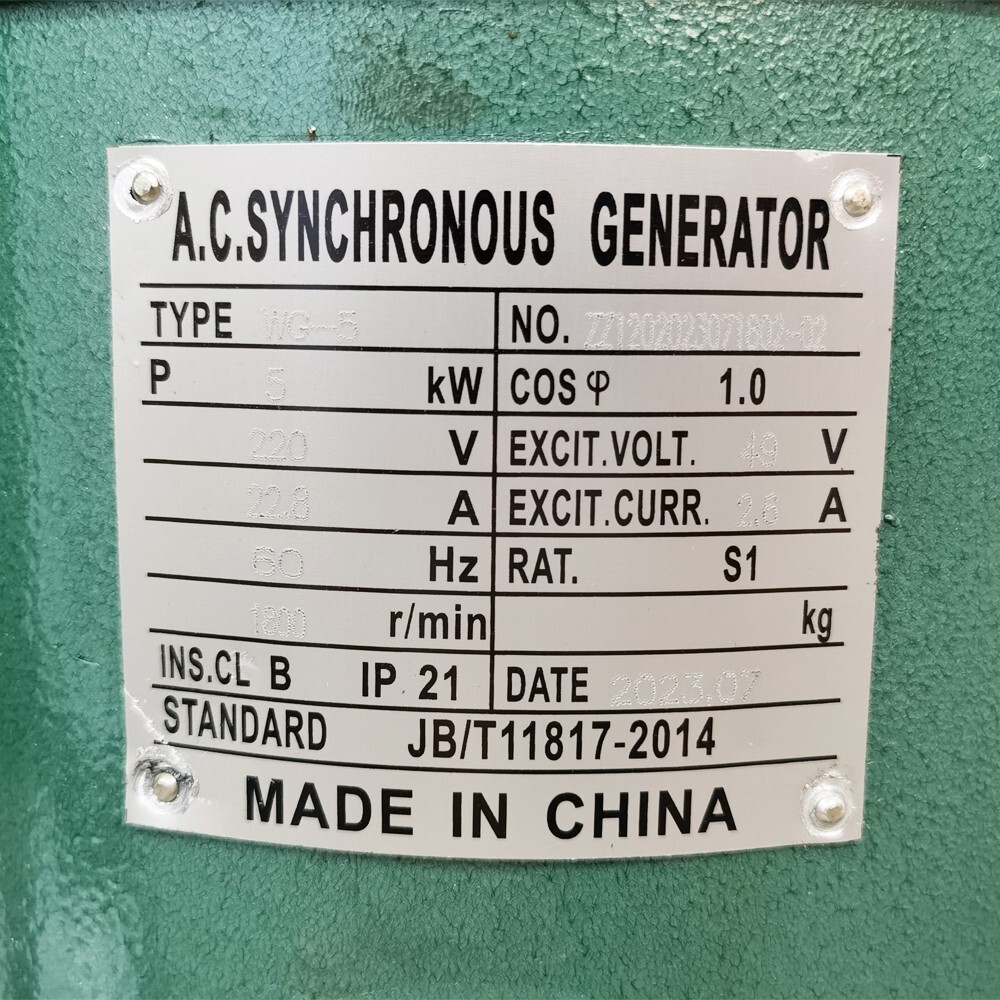 A.C.SYNCHRONOUS GENERATOR
TYPE WG-5 NO. ZZ1202023071802-02
P 5 kW COS φ 1.0
220 V EXCIT.VOLT. 49 V
22.8 A EXCIT.CURR. 2.6 A
60 Hz RAT. S1
1800 r/min kg
INS.CL B IP 21 DATE 2023.07
STANDARD JB/T11817-2014
MADE IN CHINA